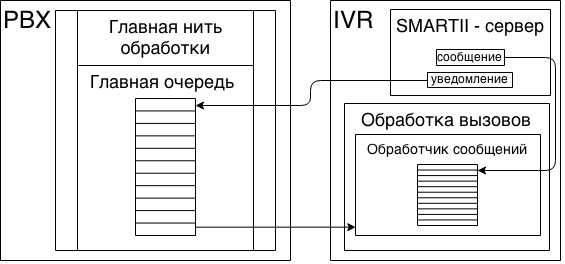 PBX
Главная нить
обработки
Главная очередь
IVR
SMARTII - сервер
сообщение
уведомление
Обработка вызовов
Обработчик сообщений